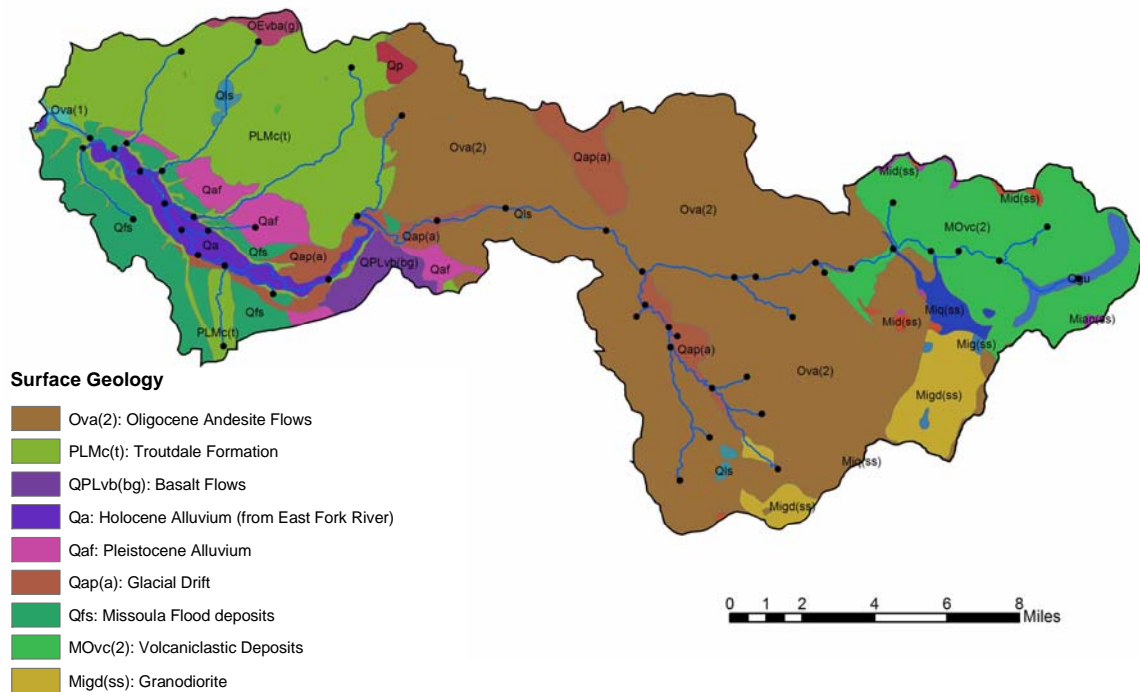 OEvba(g)
Qp
Qls
Ova(1)
PLMc(t)
Ova(2)
Qap(a)
Mid(ss)
Mid(ss)
Qaf
Ova(2)
Qfs
Qaf
Qls
MOvc(2)
Qa
Qfs
Qap(a)
Qap(a)
QPLvb(bg)
Qaf
Qgu
Qfs
Miq(ss)
Mid(ss)
PLMc(t)
Mig(ss)
Qap(a)
Ova(2)
Migd(ss)
Qls
Miq(ss)
Migd(ss)
Surface Geology
Ova(2): Oligocene Andesite Flows
PLMc(t): Troutdale Formation
QPLvb(bg): Basalt Flows
Qa: Holocene Alluvium (from East Fork River)
Qaf: Pleistocene Alluvium
Qap(a): Glacial Drift
Qfs: Missoula Flood deposits
MOvc(2): Volcaniclastic Deposits
Migd(ss): Granodiorite
0 1 2 4 6 8 Miles